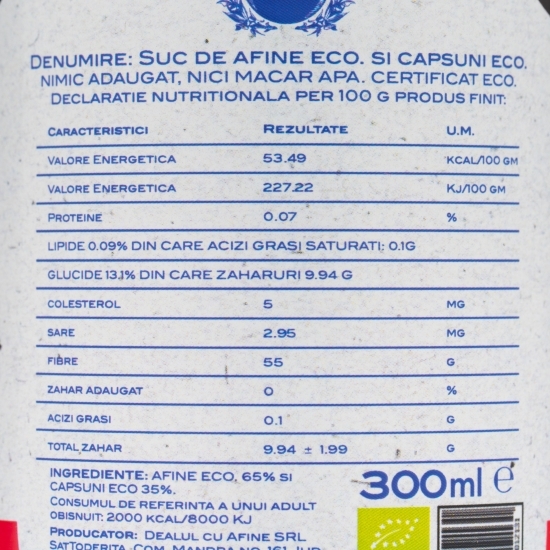 DENUMIRE: SUC DE AFINE ECO. SI CAPSUNI ECO.
NIMIC ADAUGAT, NICI MACAR APA. CERTIFICAT ECO.
DECLARATIE NUTRITIONALA PER 100 G PRODUS FINIT:
CARACTERISTICI REZULTATE U.M.
VALORE ENERGETICA 53.49 KCAL/100 GM
VALORE ENERGETICA 227.22 KJ/100 GM
PROTEINE 0.07 %
LIPIDE 0.09% DIN CARE ACIZI GRASI SATURATI: 0.1G
GLUCIDE 13.1% DIN CARE ZAHARURI 9.94 G
COLESTEROL 5 MG
SARE 2.95 MG
FIBRE 55 G
ZAHAR ADAUGAT 0 %
ACIZI GRASI 0.1 G
TOTAL ZAHAR 9.94 ± 1.99 G
INGREDIENTE: AFINE ECO. 65% SI
CAPSUNI ECO 35%.
CONSUMUL DE REFERINTA A UNUI ADULT
OBISNUIT: 2000 KCAL/8000 KJ
PRODUCATOR: DEALUL CU AFINE SRL
300ml e